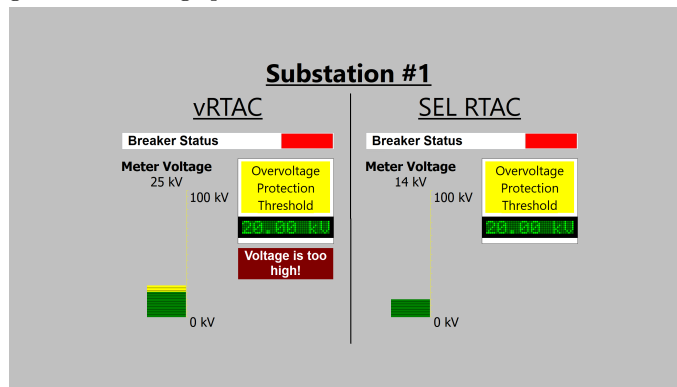 Substation #1
vRTAC
Breaker Status
Meter Voltage
25 kV
100 kV
0 kV
Overvoltage
Protection
Threshold
20.00 kV
Voltage is too
high!
SEL RTAC
Breaker Status
Meter Voltage
14 kV
100 kV
0 kV
Overvoltage
Protection
Threshold
20.00 kV